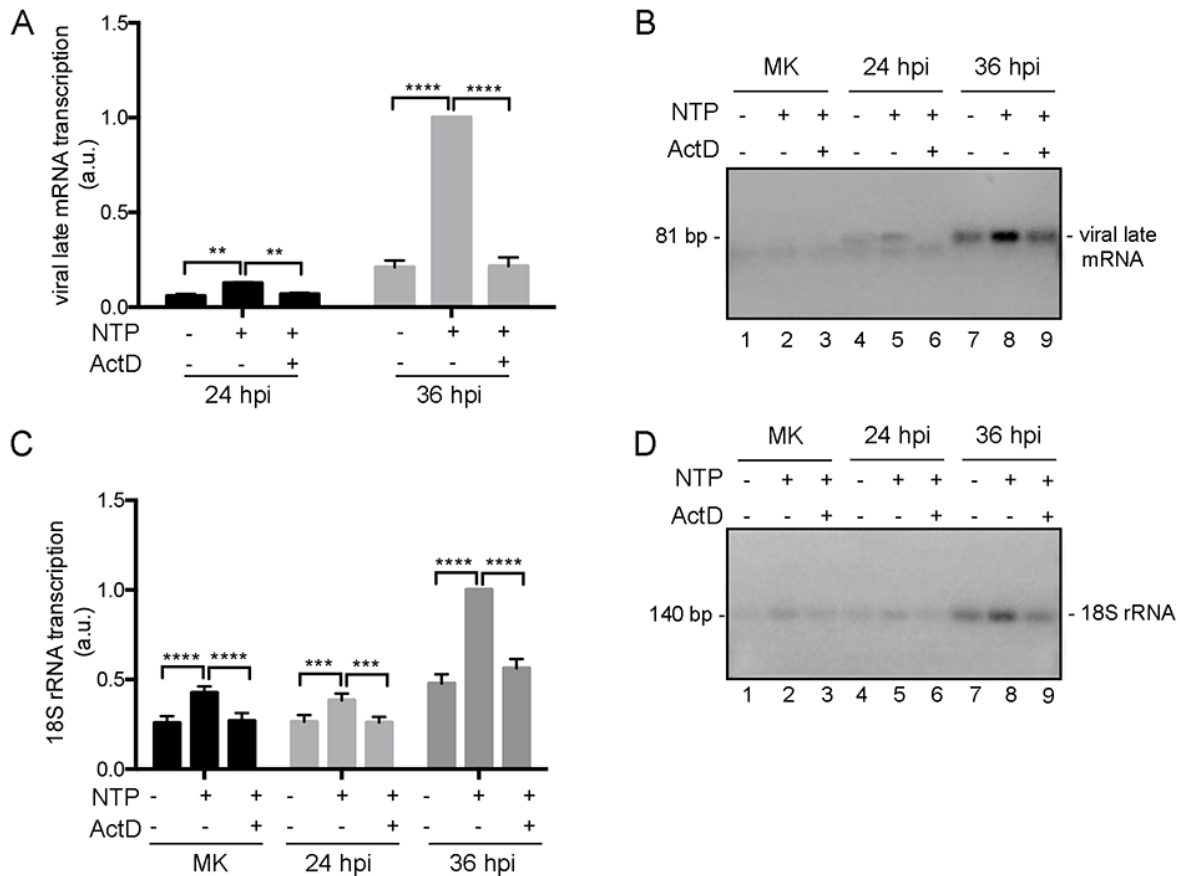 A
viral late mRNA transcription
(a.u.)
1.5
1.0
0.5
0.0
** ** **** ****
NTP - + + - + +
ActD - - + - - +
24 hpi 36 hpi
B
MK 24 hpi 36 hpi
NTP - + + - + + - + +
ActD - - + - - + - - +
81 bp - - viral late
mRNA
1 2 3 4 5 6 7 8 9
C
18S rRNA transcription
(a.u.)
1.5
1.0
0.5
0.0
**** **** *** *** **** ****
NTP - + + - + + - + +
ActD - - + - - + - - +
MK 24 hpi 36 hpi
D
MK 24 hpi 36 hpi
NTP - + + - + + - + +
ActD - - + - - + - - +
140 bp - - 18S rRNA
1 2 3 4 5 6 7 8 9